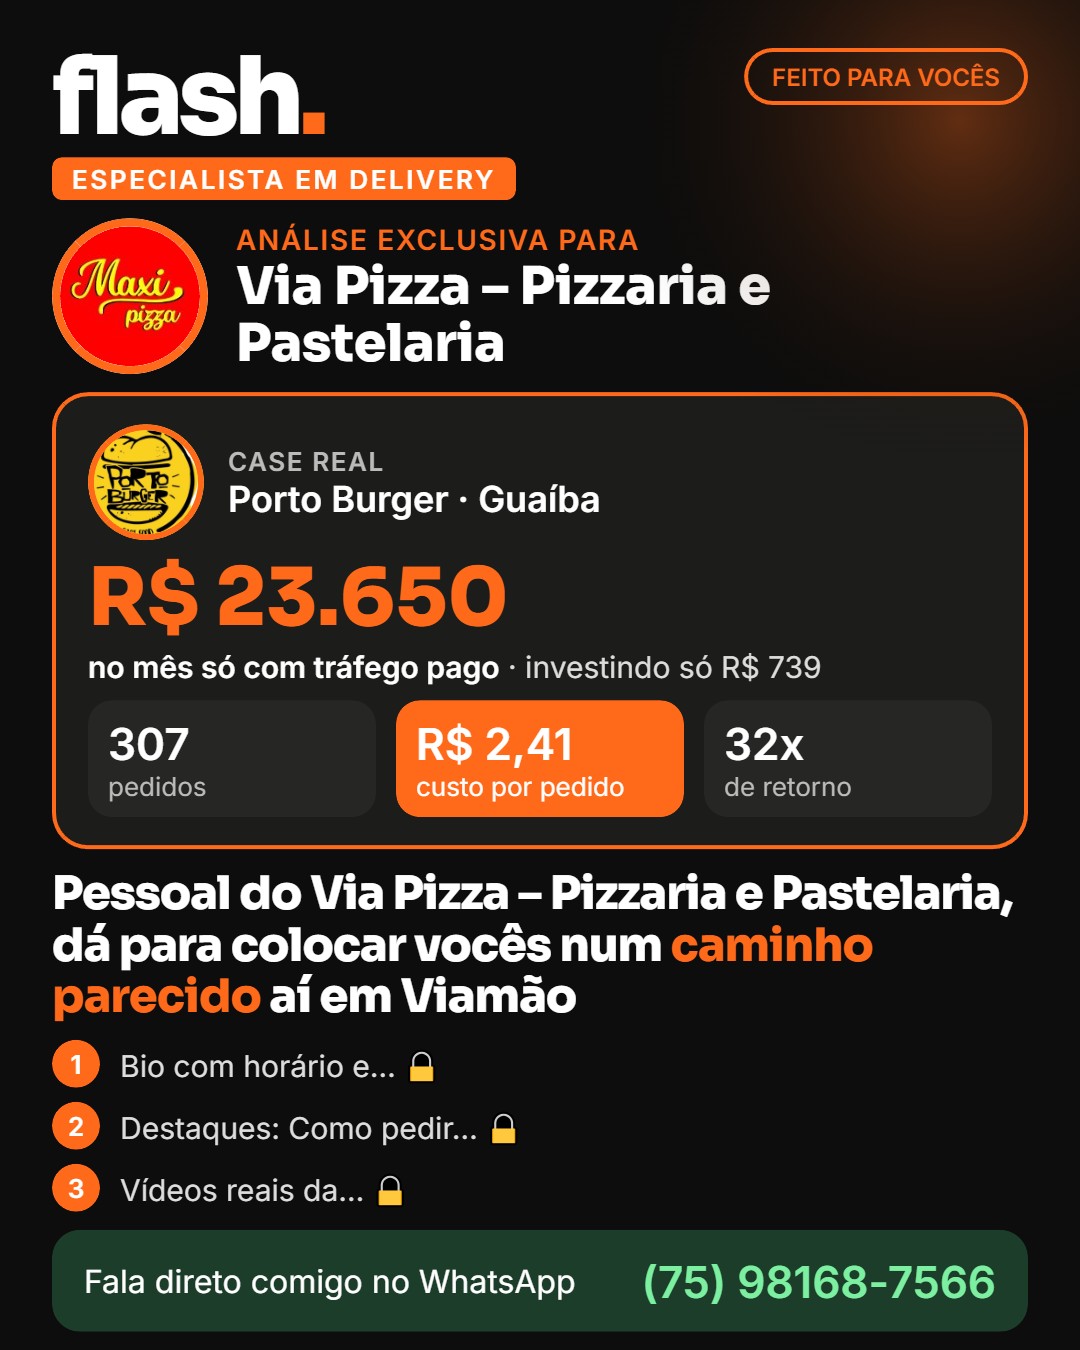 flash.
FEITO PARA VOCÊS
ESPECIALISTA EM DELIVERY
Maxi
pizza
ANÁLISE EXCLUSIVA PARA
Via Pizza – Pizzaria e
Pastelaria
PORTO
BURGER
CASE REAL
Porto Burger · Guaíba
R$ 23.650
no mês só com tráfego pago · investindo só R$ 739
307
pedidos
R$ 2,41
custo por pedido
32x
de retorno
Pessoal do Via Pizza – Pizzaria e Pastelaria,
dá para colocar vocês num caminho
parecido aí em Viamão
1 Bio com horário e...
2 Destaques: Como pedir...
3 Vídeos reais da...
Fala direto comigo no WhatsApp (75) 98168-7566